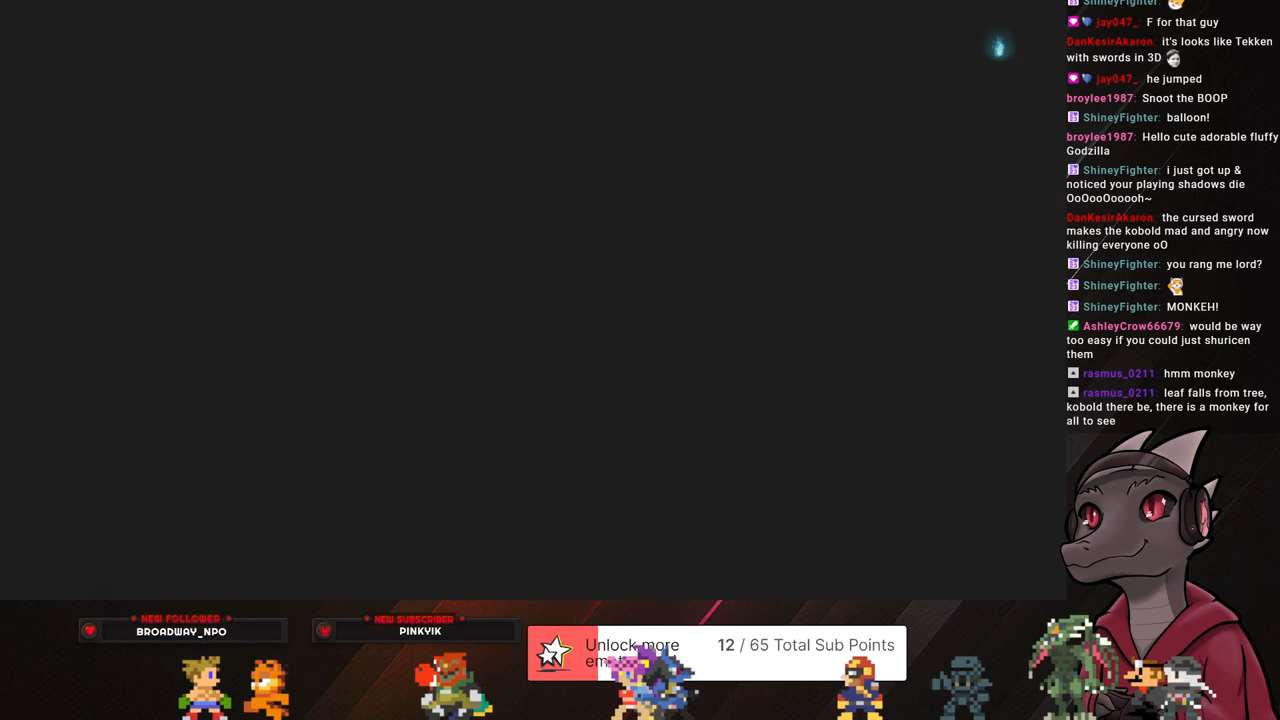 ShineyFighter:
jay047_: F for that guy
DanKesirAkaron: it's looks like Tekken
with swords in 3D
jay047_: he jumped
broylee1987: Snoot the BOOP
ShineyFighter: balloon!
broylee1987: Hello cute adorable fluffy
Godzilla
ShineyFighter: i just got up &
noticed your playing shadows die
OoOooOooooh~
DanKesirAkaron: the cursed sword
makes the kobold mad and angry now
killing everyone oO
ShineyFighter: you rang me lord?
ShineyFighter:
ShineyFighter: MONKEH!
AshleyCrow66679: would be way
too easy if you could just shuricen
them
rasmus_0211: hmm monkey
rasmus_0211: leaf falls from tree,
kobold there be, there is a monkey for
all to see
NEW FOLLOWER
BROADWAY_NPO
NEW SUBSCRIBER
PINKYIK
Unlock more
12 / 65 Total Sub Points